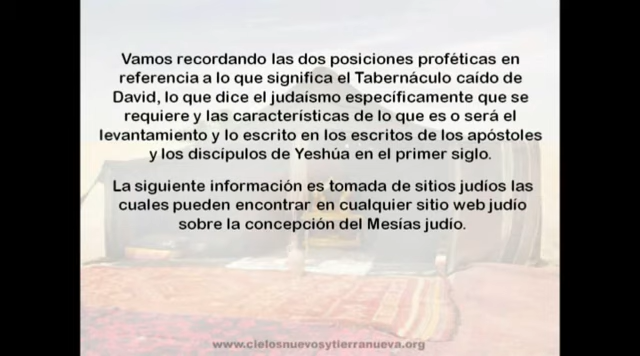 Vamos recordando las dos posiciones proféticas en
referencia a lo que significa el Tabernáculo caído de
David, lo que dice el judaísmo específicamente que se
requiere y las características de lo que es o será el
levantamiento y lo escrito en los escritos de los apóstoles
y los discípulos de Yeshúa en el primer siglo.
La siguiente información es tomada de sitios judíos las
cuales pueden encontrar en cualquier sitio web judío
sobre la concepción del Mesías judío.
www.cielosnuevosytierranueva.org